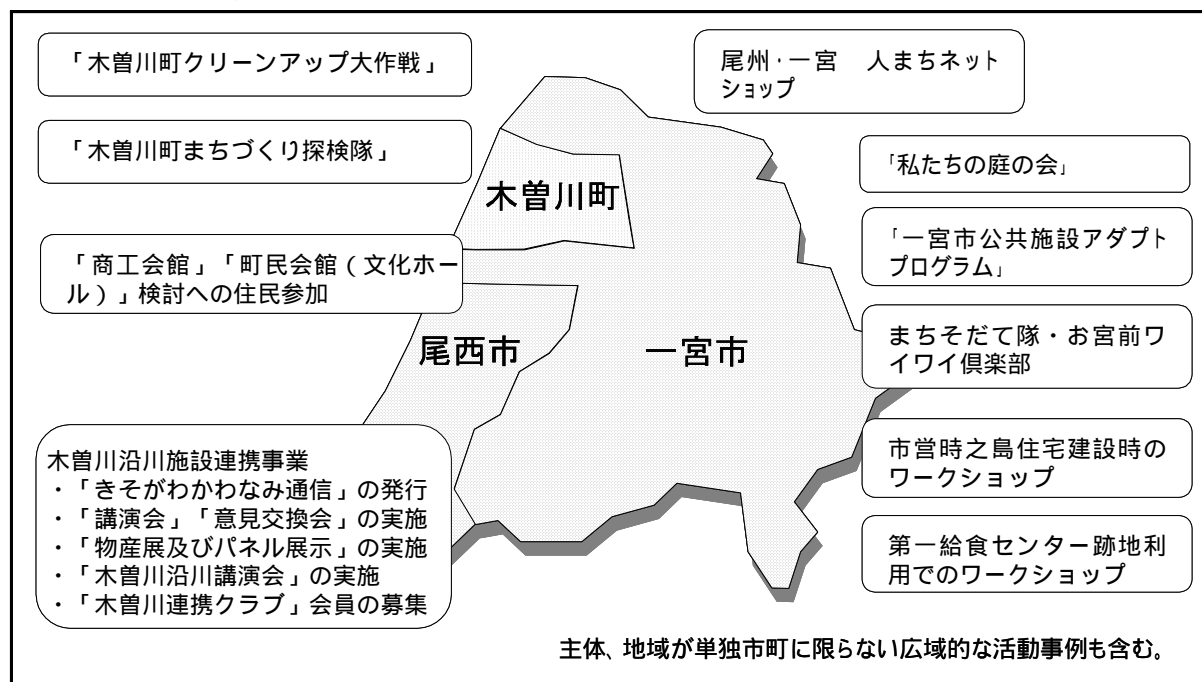 「木曽川町クリーンアップ大作戦」
「木曽川町まちづくり探検隊」
「商工会館」「町民会館（文化ホー
ル）」検討への住民参加
木曽川沿川施設連携事業
・「きそがわかわなみ通信」の発行
・「講演会」「意見交換会」の実施
・「物産展及びパネル展示」の実施
・「木曽川沿川講演会」の実施
・「木曽川連携クラブ」会員の募集
木曽川町
尾西市
一宮市
尾州・一宮　人まちネット
ショップ
「私たちの庭の会」
「一宮市公共施設アダプト
プログラム」
まちそだて隊・お宮前ワ
イワイ倶楽部
市営時之島住宅建設時の
ワークショップ
第一給食センター跡地利
用でのワークショップ
主体、地域が単独市町に限らない広域的な活動事例も含む。